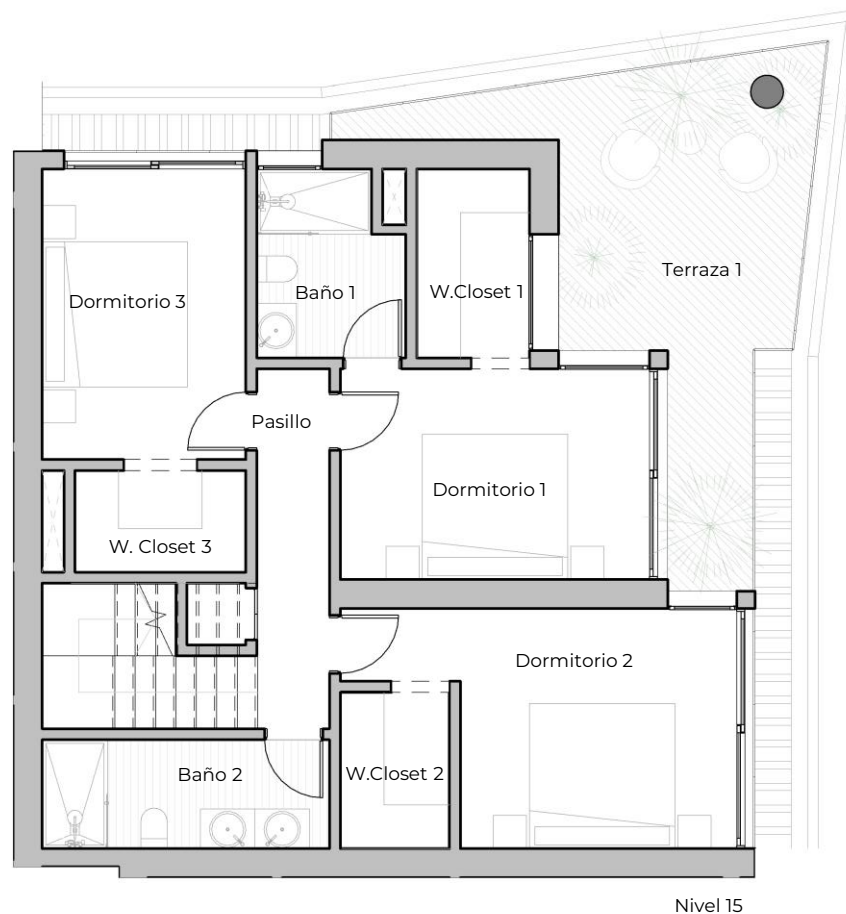 Terraza 1
Baño 1
W.Closet 1
Dormitorio 3
Pasillo
Dormitorio 1
W. Closet 3
Dormitorio 2
Baño 2
W.Closet 2
Nivel 15